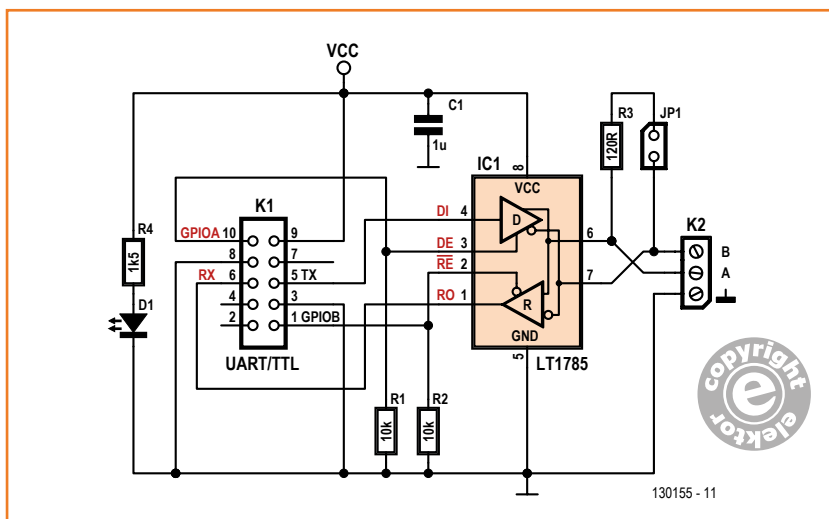 VCC
C1
1u
R3
120R
JP1
IC1
8
VCC
K1
K2
R4
1k5
GPIOA 10
9
DI 4
D
6
B
8
7
DE 3
A
RX 6
5 TX
RE 2
7
4
3
RO 1
R
D1
2
1 GPIOB
GND
UART/TTL
5
LT1785
R1
10k
R2
10k
copyright
e
elektor
130155 - 11